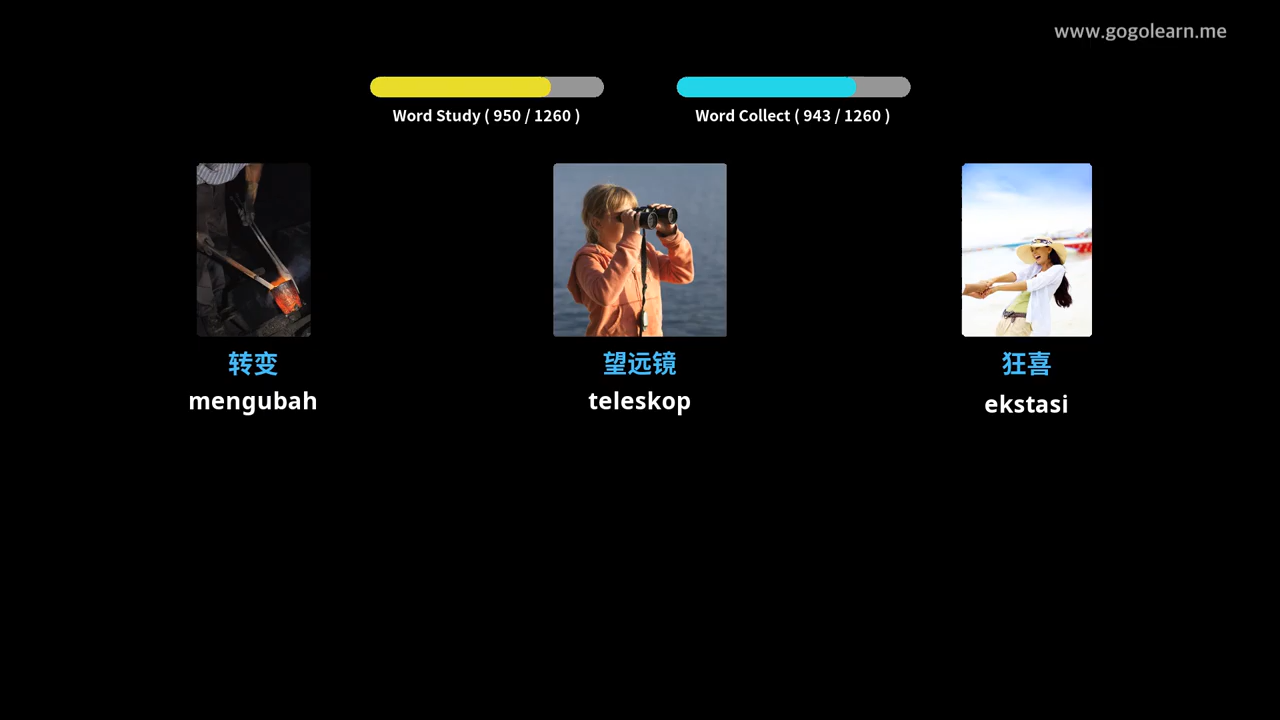 www.gogolearn.me
Word Study ( 950 / 1260 )
Word Collect ( 943 / 1260 )
转变
望远镜
狂喜
mengubah
teleskop
ekstasi